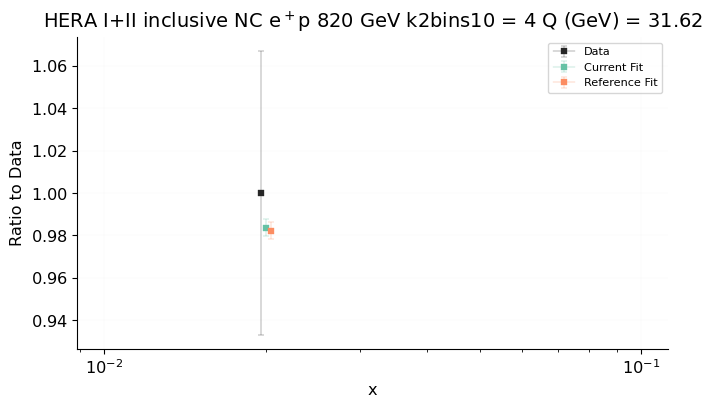 HERA I+II inclusive NC e⁺p 820 GeV k2bins10 = 4 Q (GeV) = 31.62
Data
Current Fit
Reference Fit
Ratio to Data
1.06
1.04
1.02
1.00
0.98
0.96
0.94
10⁻²
10⁻¹
x